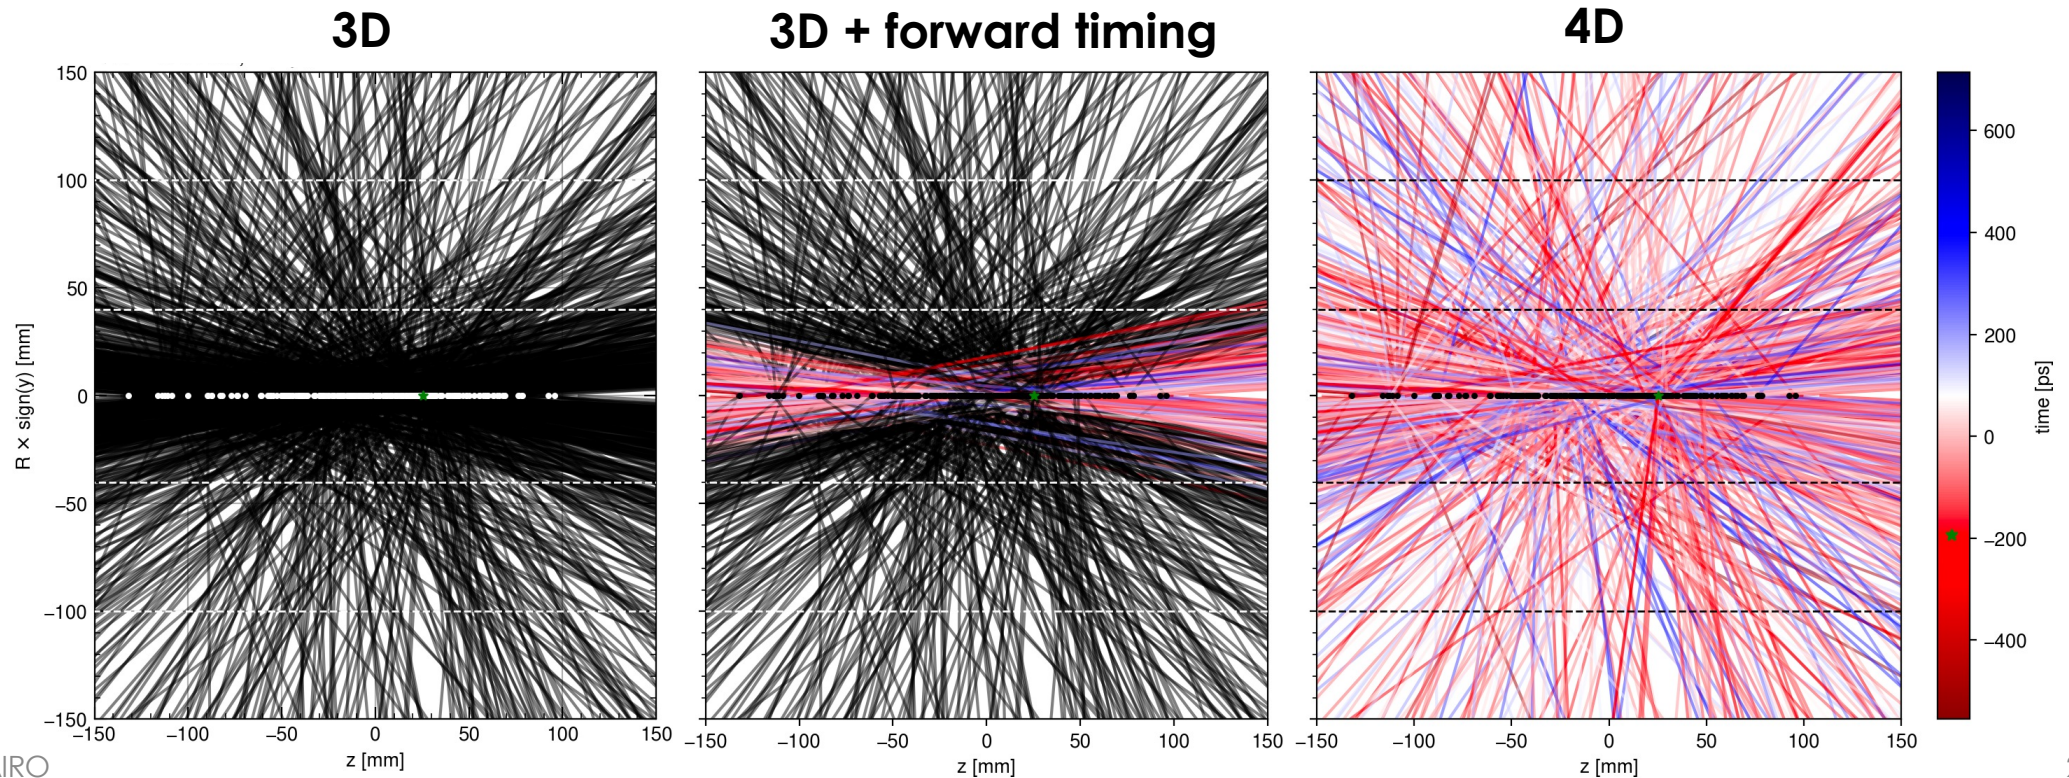 3D
3D + forward timing
4D
150
100
50
0
−50
−100
−150
R × sign(y) [mm]
−150 −100 −50 0 50 100 150
z [mm]
−150 −100 −50 0 50 100 150
z [mm]
−150 −100 −50 0 50 100 150
z [mm]
600
400
200
0
−200
−400
time [ps]